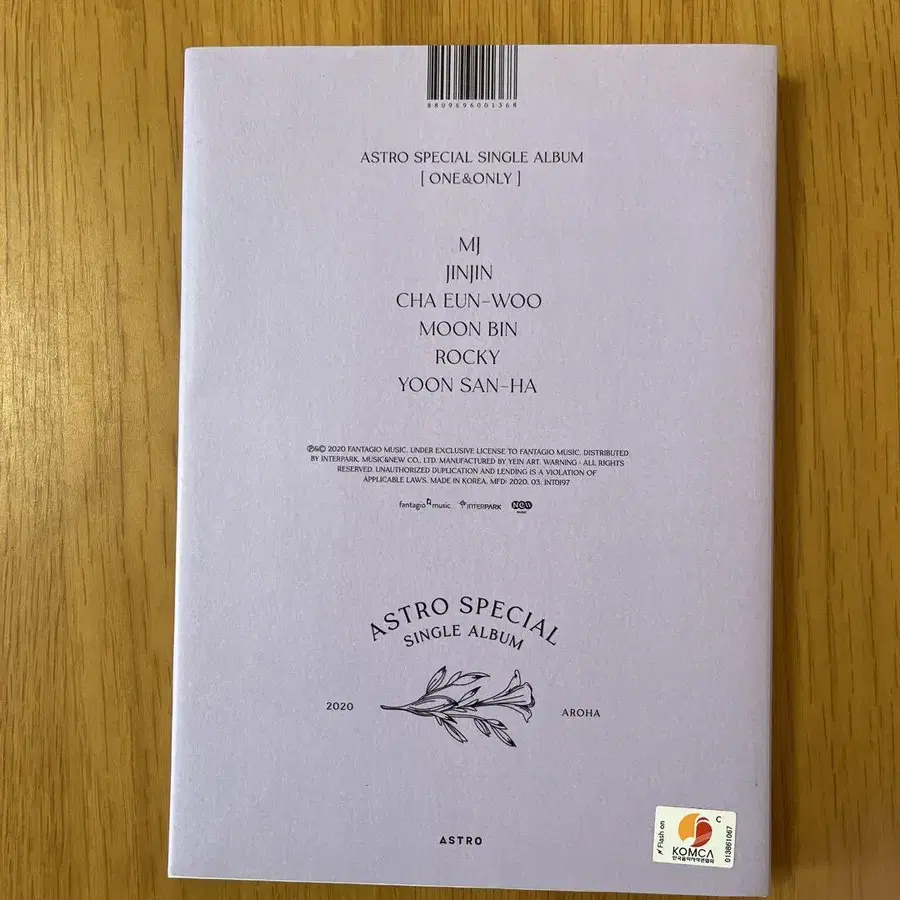 8809696001368
ASTRO SPECIAL SINGLE ALBUM
[ ONE&ONLY ]
MJ
JINJIN
CHA EUN-WOO
MOON BIN
ROCKY
YOON SAN-HA
℗&© 2020 FANTAGIO MUSIC. UNDER EXCLUSIVE LICENSE TO FANTAGIO MUSIC. DISTRIBUTED
BY INTERPARK. MUSIC&NEW CO., LTD. MANUFACTURED BY YEIN ART. WARNING - ALL RIGHTS
RESERVED. UNAUTHORIZED DUPLICATION AND LENDING IS A VIOLATION OF
APPLICABLE LAWS. MADE IN KOREA. MFD: 2020. 03. INT0197
fantagio music INTERPARK NEW MUSIC
ASTRO SPECIAL
SINGLE ALBUM
2020
AROHA
ASTRO
Flash on
C
KOMCA
한국음악저작권협회
013861067